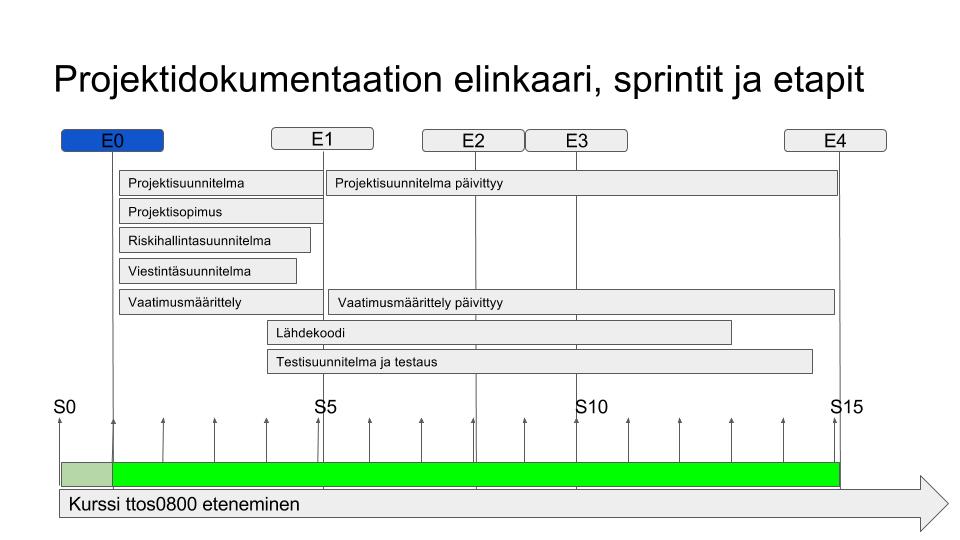 Projektidokumentaation elinkaari, sprintit ja etapit
E0
E1
E2
E3
E4
Projektisuunnitelma
Projektisuunnitelma päivittyy
Projektisopimus
Riskihallintasuunnitelma
Viestintäsuunnitelma
Vaatimusmäärittely
Vaatimusmäärittely päivittyy
Lähdekoodi
Testisuunnitelma ja testaus
S0
S5
S10
S15
Kurssi ttos0800 eteneminen